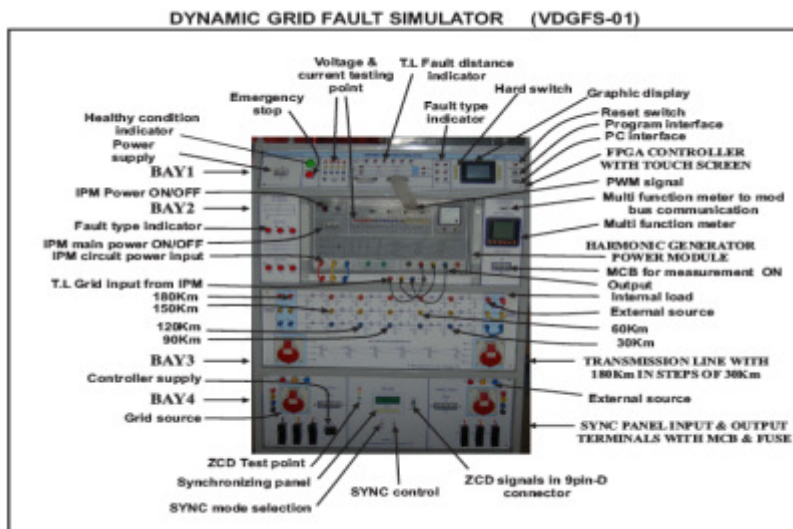 DYNAMIC GRID FAULT SIMULATOR (VDGFS-01)
Voltage &
current testing
point
T.L Fault distance
indicator
Hard switch
Graphic display
Emergency
stop
Fault type
indicator
Reset switch
Healthy condition
indicator
Program interface
PC interface
Power
supply
FPGA CONTROLLER
WITH TOUCH SCREEN
BAY1
PWM signal
IPM Power ON/OFF
Multi function meter to mod
bus communication
BAY2
Multi function meter
Fault type indicator
HARMONIC GENERATOR
POWER MODULE
IPM main power ON/OFF
IPM circuit power input
MCB for measurement ON
Output
T.L Grid input from IPM
Internal load
180Km
External source
150Km
60Km
120Km
30Km
90Km
BAY3
TRANSMISSION LINE WITH
180Km IN STEPS OF 30Km
Controller supply
External source
BAY4
Grid source
SYNC PANEL INPUT & OUTPUT
TERMINALS WITH MCB & FUSE
ZCD Test point
Synchronizing panel
SYNC mode selection
SYNC control
ZCD signals in 9pin-D
connector